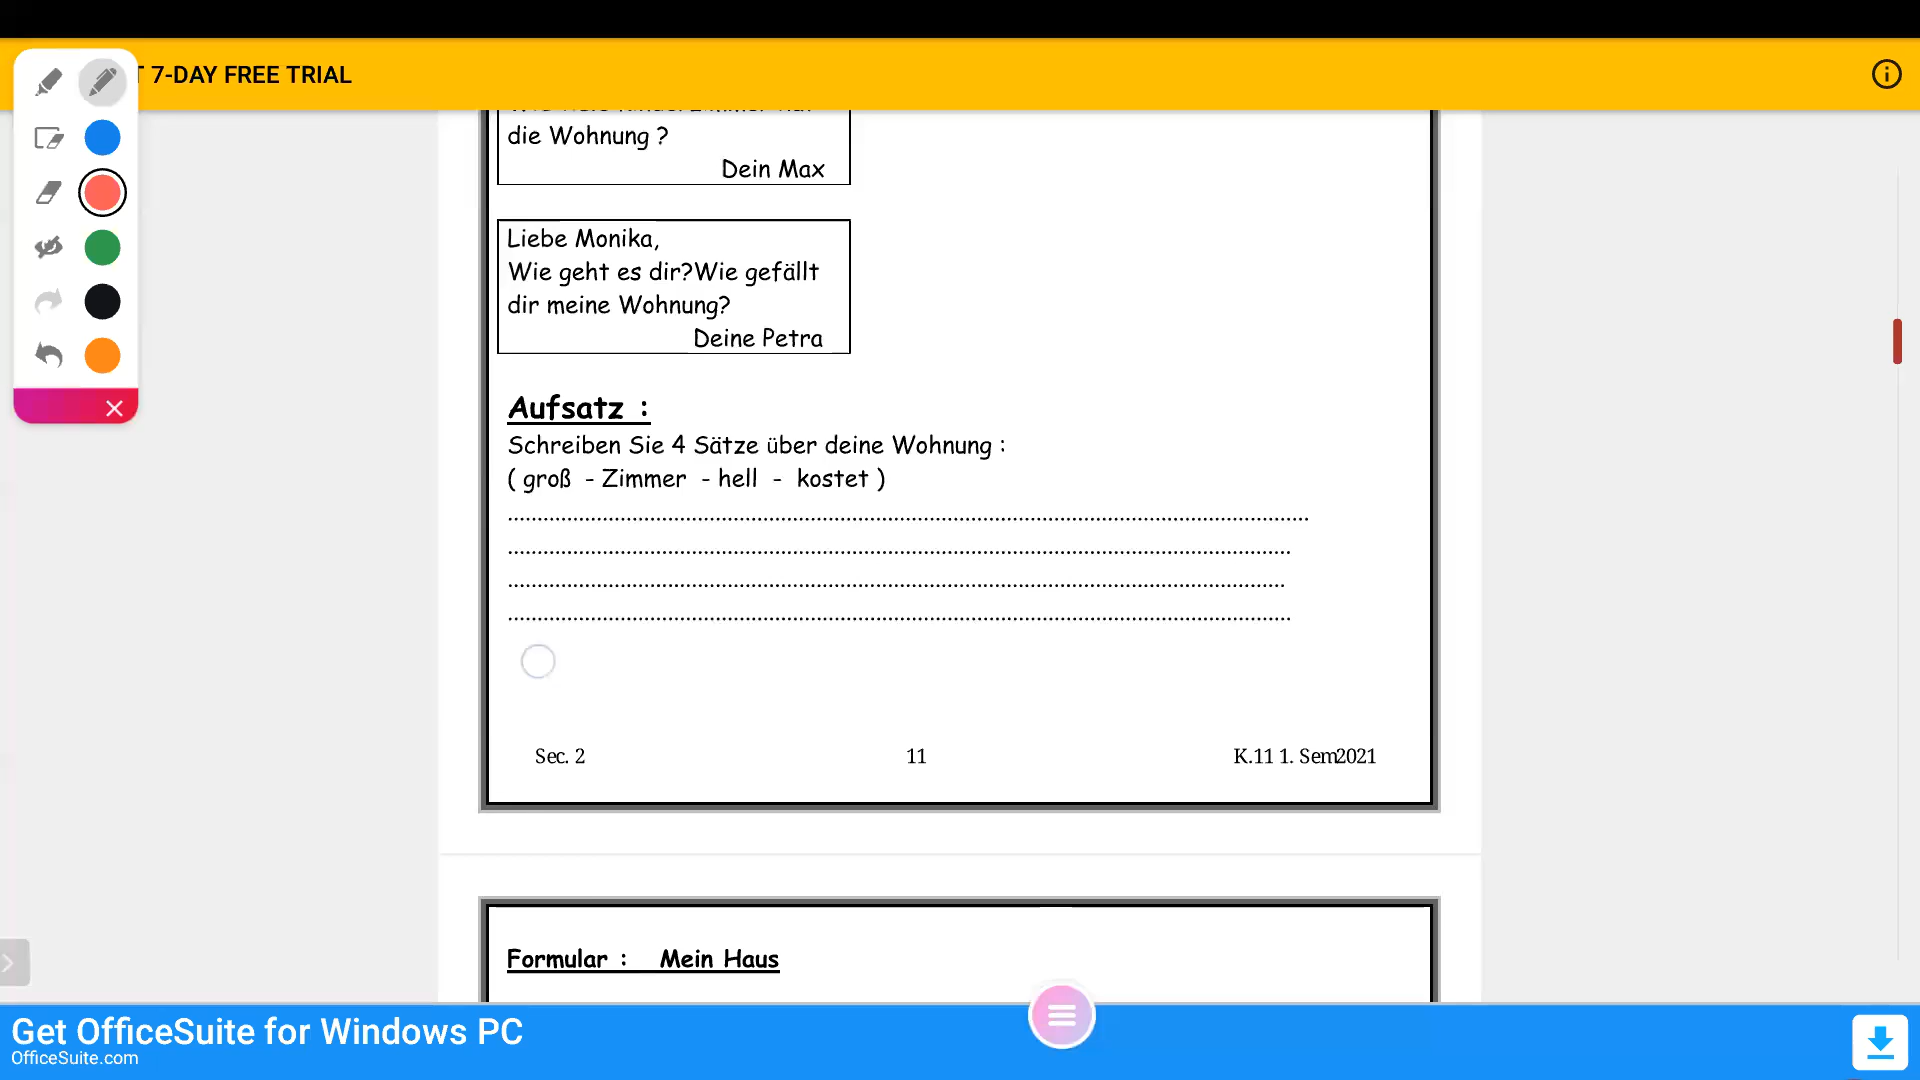 T 7-DAY FREE TRIAL
die Wohnung ?
Dein Max
Liebe Monika,
Wie geht es dir?Wie gefällt
dir meine Wohnung?
Deine Petra
Aufsatz :
Schreiben Sie 4 Sätze über deine Wohnung :
( groß - Zimmer - hell - kostet )
Sec. 2 11 K.11 1. Sem2021
Formular : Mein Haus
Get OfficeSuite for Windows PC
OfficeSuite.com